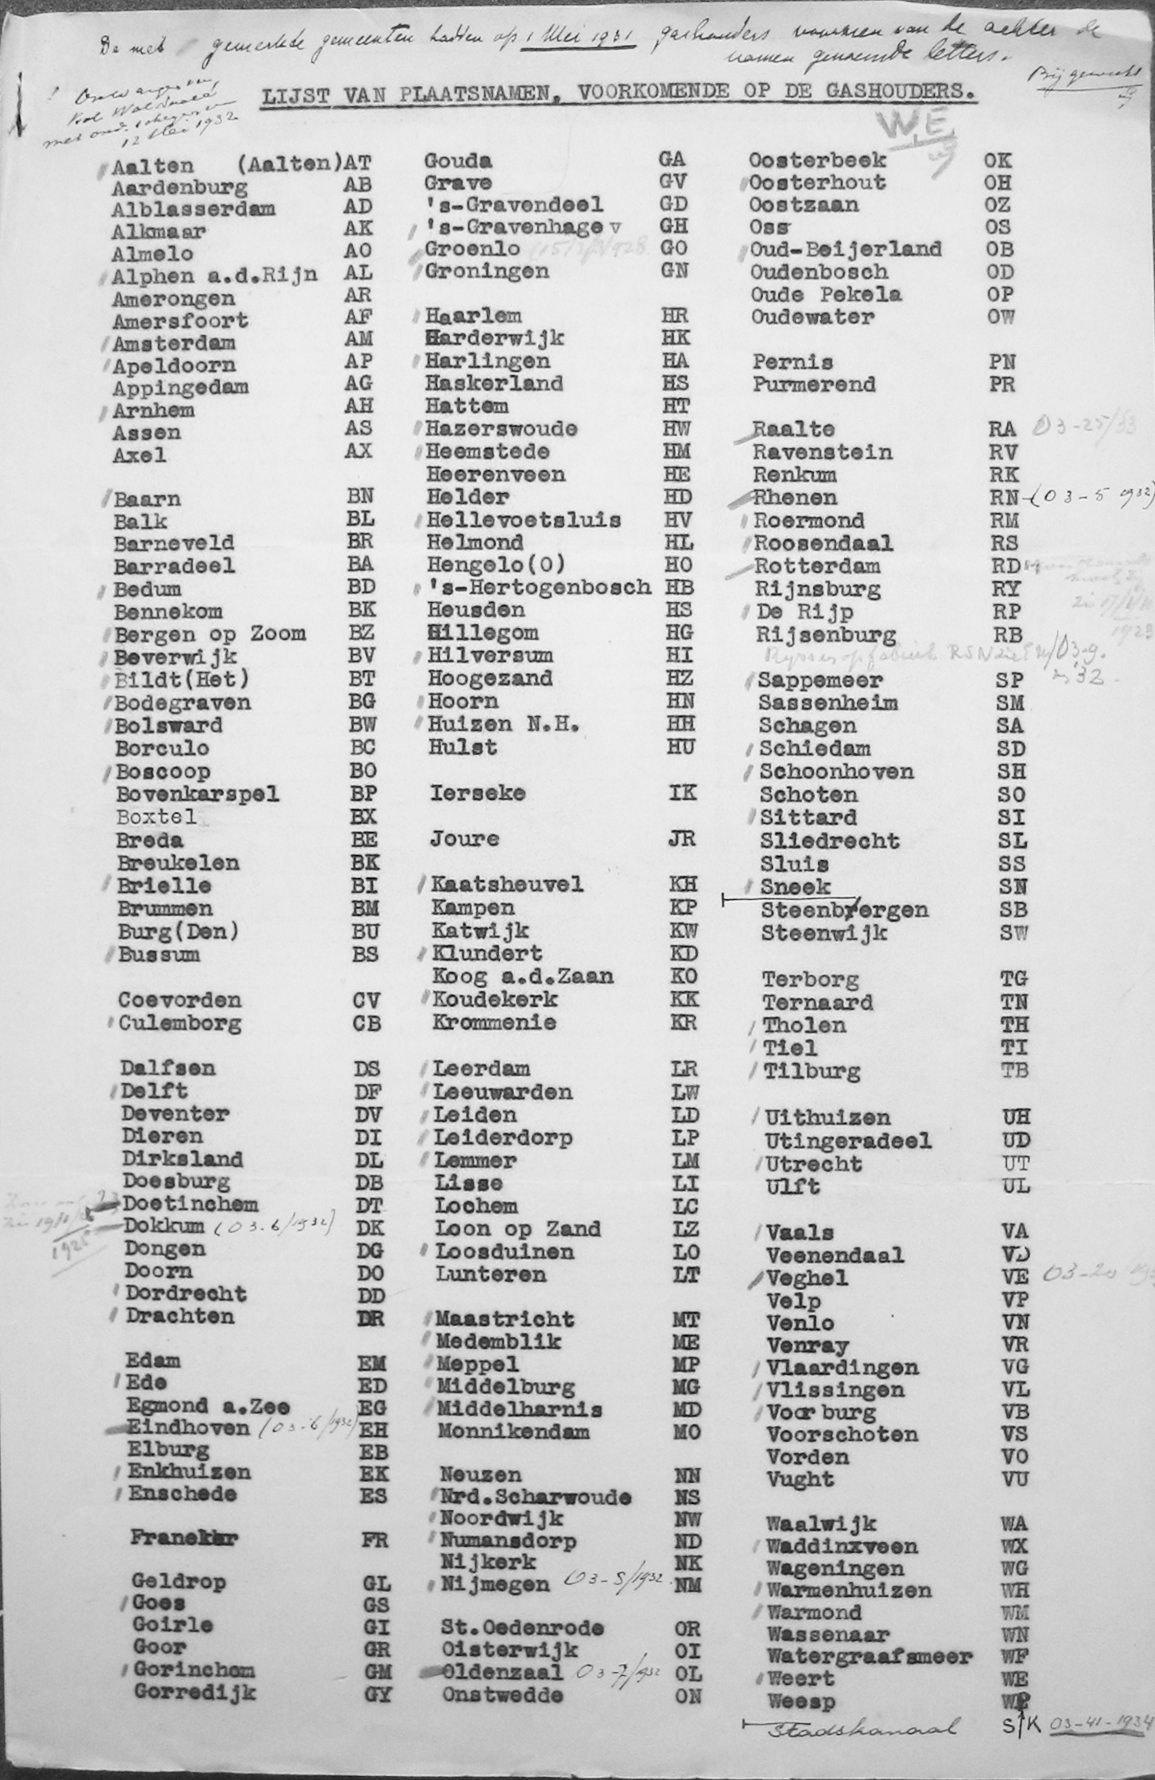 De met gemerkte gemeenten hadden op 1 Mei 1931 gashouders voorzien van de achter de
namen genoemde letters.
12 Mei 1932
LIJST VAN PLAATSNAMEN, VOORKOMENDE OP DE GASHOUDERS.
WE
Aalten (Aalten) AT
Aardenburg AB
Alblasserdam AD
Alkmaar AK
Almelo AO
Alphen a.d.Rijn AL
Amerongen AR
Amersfoort AF
Amsterdam AM
Apeldoorn AP
Appingedam AG
Arnhem AH
Assen AS
Axel AX
Baarn BN
Balk BL
Barneveld BR
Barradeel BA
Bedum BD
Bennekom BK
Bergen op Zoom BZ
Beverwijk BV
Bildt(Het) BT
Bodegraven BG
Bolsward BW
Borculo BC
Boscoop BO
Bovenkarspel BP
Boxtel BX
Breda BE
Breukelen BK
Brielle BI
Brummen BM
Burg(Den) BU
Bussum BS
Coevorden CV
Culemborg CB
Dalfsen DS
Delft DF
Deventer DV
Dieren DI
Dirksland DL
Doesburg DB
Doetinchem DT
Dokkum (03-6/1932) DK
Dongen DG
Doorn DO
Dordrecht DD
Drachten DR
Edam EM
Ede ED
Egmond a.Zee EG
Eindhoven (03-6/1932) EH
Elburg EB
Enkhuizen EK
Enschede ES
Franeker FR
Geldrop GL
Goes GS
Goirle GI
Goor GR
Gorinchem GM
Gorredijk GY
1928
Gouda GA
Grave GV
's-Gravendeel GD
's-Gravenhage GH
Groenlo GO
Groningen GN
Haarlem HR
Harderwijk HK
Harlingen HA
Haskerland HS
Hattem HT
Hazerswoude HW
Heemstede HM
Heerenveen HE
Helder HD
Hellevoetsluis HV
Helmond HL
Hengelo(O) HO
's-Hertogenbosch HB
Heusden HS
Hillegom HG
Hilversum HI
Hoogezand HZ
Hoorn HN
Huizen N.H. HH
Hulst HU
Ierseke IK
Joure JR
Kaatsheuvel KH
Kampen KP
Katwijk KW
Klundert KD
Koog a.d.Zaan KO
Koudekerk KK
Krommenie KR
Leerdam LR
Leeuwarden LW
Leiden LD
Leiderdorp LP
Lemmer LM
Lisse LI
Lochem LC
Loon op Zand LZ
Loosduinen LO
Lunteren LT
Maastricht MT
Medemblik ME
Meppel MP
Middelburg MG
Middelharnis MD
Monnikendam MO
Neuzen NN
Nrd.Scharwoude NS
Noordwijk NW
Numansdorp ND
Nijkerk NK
Nijmegen 03-5/1932 NM
St.Oedenrode OR
Oisterwijk OI
Oldenzaal 03-7/1932 OL
Onstwedde ON
Oosterbeek OK
Oosterhout OH
Oostzaan OZ
Oss OS
Oud-Beijerland OB
Oudenbosch OD
Oude Pekela OP
Oudewater OW
Pernis PN
Purmerend PR
Raalte RA 03-25/33
Ravenstein RV
Renkum RK
Rhenen RN (03-5 1932)
Roermond RM
Roosendaal RS
Rotterdam RD
Rijnsburg RY
De Rijp RP
Rijsenburg RB
Sappemeer SP
Sassenheim SM
Schagen SA
Schiedam SD
Schoonhoven SH
Schoten SO
Sittard SI
Sliedrecht SL
Sluis SS
Sneek SN
Steenbergen SB
Steenwijk SW
Terborg TG
Ternaard TN
Tholen TH
Tiel TI
Tilburg TB
Uithuizen UH
Utingeradeel UD
Utrecht UT
Ulft UL
Vaals VA
Veenendaal VD
Veghel VE
Velp VP
Venlo VN
Venray VR
Vlaardingen VG
Vlissingen VL
Voorburg VB
Voorschoten VS
Vorden VO
Vught VU
Waalwijk WA
Waddinxveen WX
Wageningen WG
Warmenhuizen WH
Warmond WM
Wassenaar WN
Watergraafsmeer WF
Weert WE
Weesp WP
Stadskanaal S/K 03-41-1934